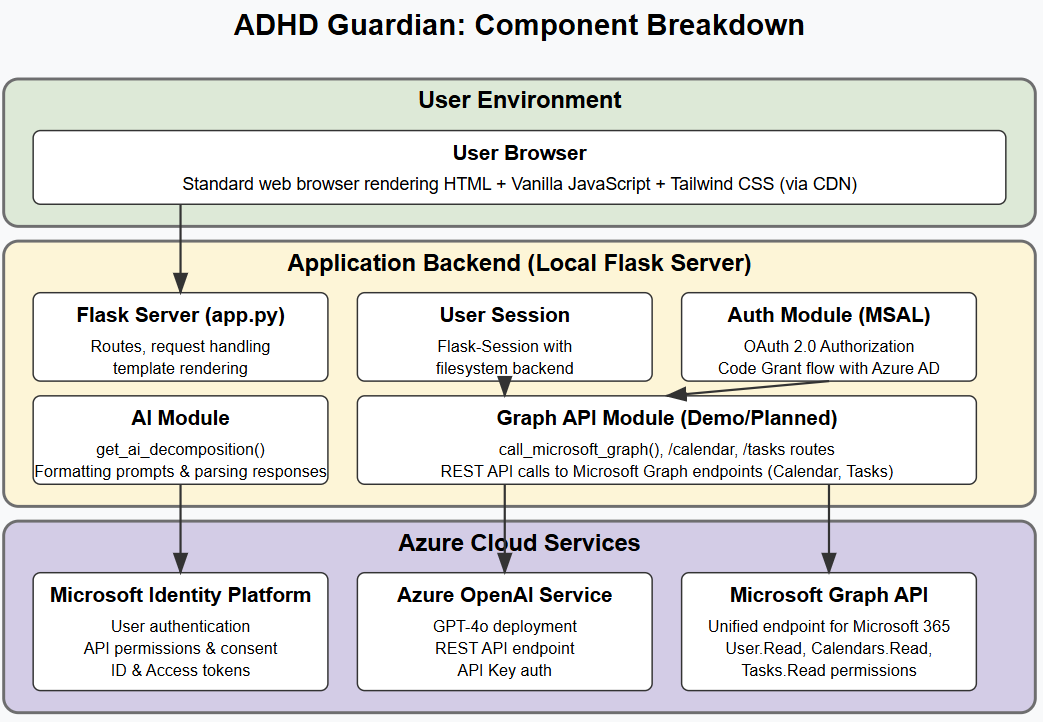 ADHD Guardian: Component Breakdown
User Environment
User Browser
Standard web browser rendering HTML + Vanilla JavaScript + Tailwind CSS (via CDN)
Application Backend (Local Flask Server)
Flask Server (app.py)
Routes, request handling
template rendering
User Session
Flask-Session with
filesystem backend
Auth Module (MSAL)
OAuth 2.0 Authorization
Code Grant flow with Azure AD
AI Module
get_ai_decomposition()
Formatting prompts & parsing responses
Graph API Module (Demo/Planned)
call_microsoft_graph(), /calendar, /tasks routes
REST API calls to Microsoft Graph endpoints (Calendar, Tasks)
Azure Cloud Services
Microsoft Identity Platform
User authentication
API permissions & consent
ID & Access tokens
Azure OpenAI Service
GPT-4o deployment
REST API endpoint
API Key auth
Microsoft Graph API
Unified endpoint for Microsoft 365
User.Read, Calendars.Read,
Tasks.Read permissions